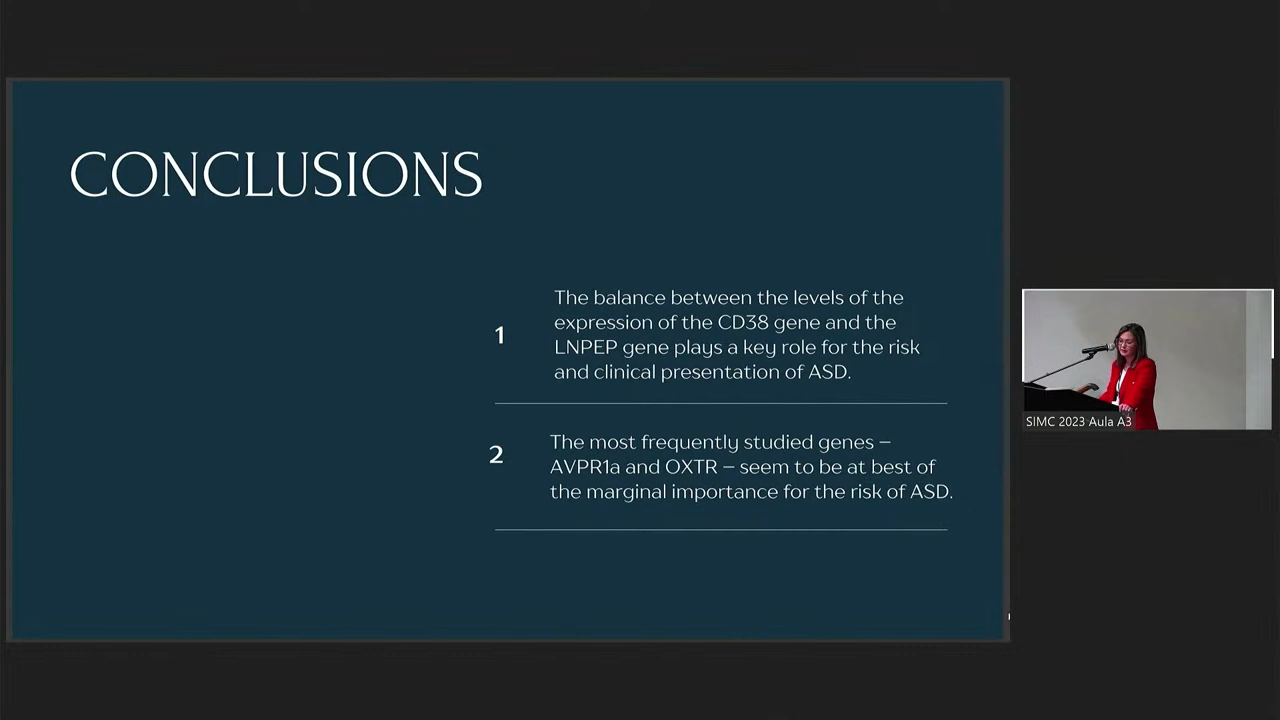 CONCLUSIONS
1
The balance between the levels of the
expression of the CD38 gene and the
LNPEP gene plays a key role for the risk
and clinical presentation of ASD.
2
The most frequently studied genes –
AVPR1a and OXTR – seem to be at best of
the marginal importance for the risk of ASD.
SIMC 2023 Aula A3